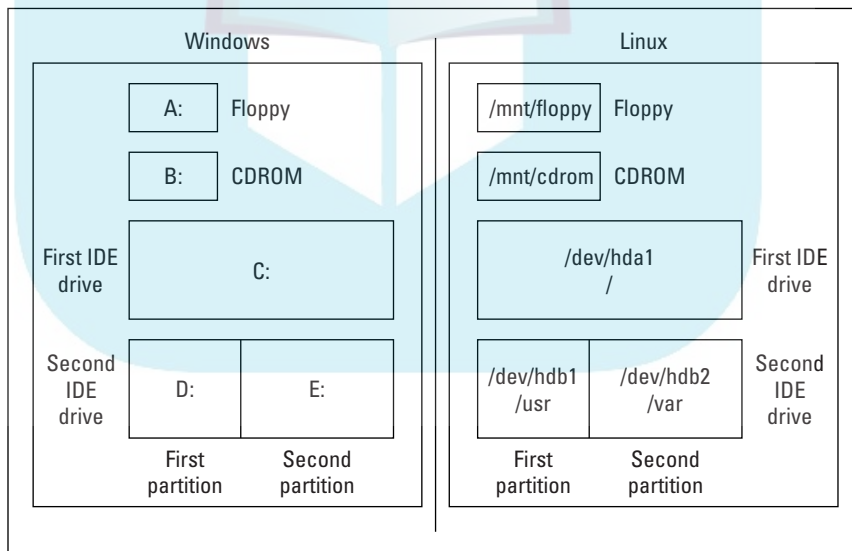 Windows
A: Floppy
B: CDROM
First IDE
drive
C:
Second
IDE
drive
D: E:
First
partition
Second
partition
Linux
/mnt/floppy Floppy
/mnt/cdrom CDROM
/dev/hda1
/
First IDE
drive
/dev/hdb1
/usr
/dev/hdb2
/var
Second
IDE
drive
First
partition
Second
partition